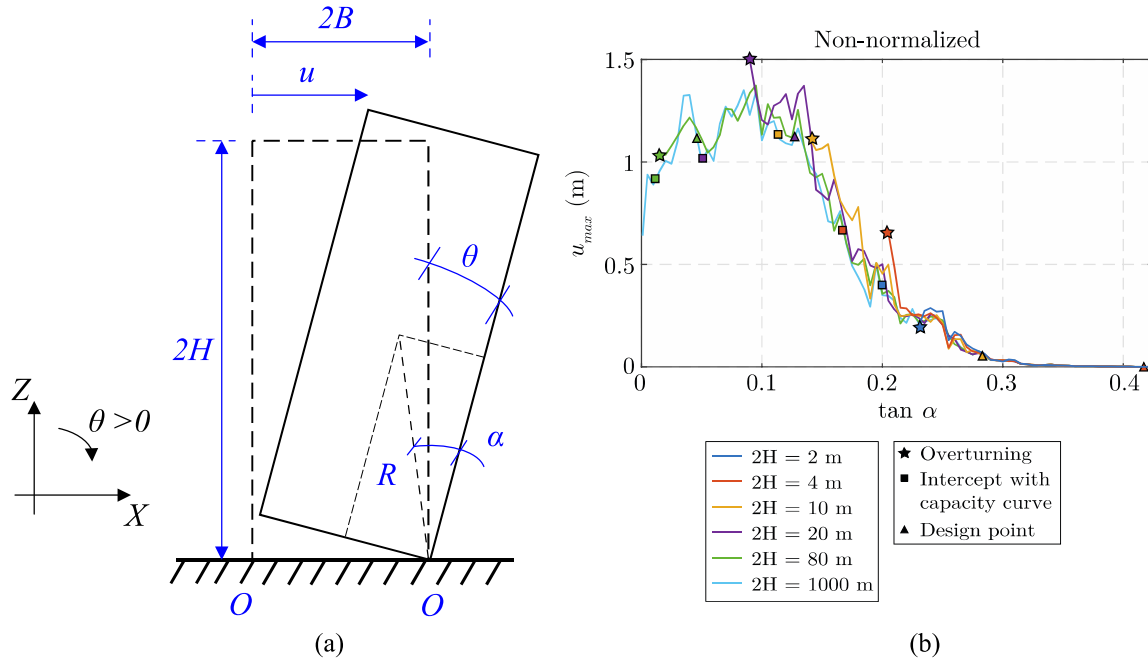 (a)
2B
u
θ
2H
Z
θ >0
X
R
α
O
O
(a)
(b)
Non-normalized
1.5
1
0.5
0
u_max (m)
0
0.1
0.2
0.3
0.4
tan α
2H = 2 m
2H = 4 m
2H = 10 m
2H = 20 m
2H = 80 m
2H = 1000 m
Overturning
Intercept with
capacity curve
Design point
(b)